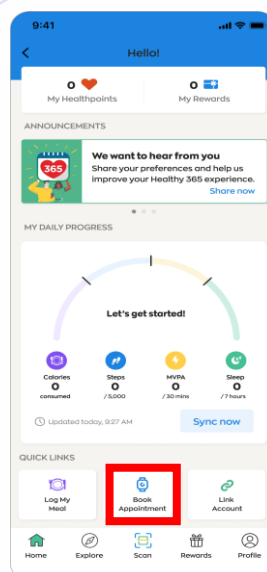 9:41
Hello!
0
My Healthpoints
0
My Rewards
ANNOUNCEMENTS
365
We want to hear from you
Share your preferences and help us
improve your Healthy 365 experience.
Share now
MY DAILY PROGRESS
Let's get started!
Calories
0
consumed
Steps
0
/5,000
MVPA
0
/30 mins
Sleep
0
/7 hours
Updated today, 9:27 AM
Sync now
QUICK LINKS
Log My
Meal
Book
Appointment
Link
Account
Home
Explore
Scan
Rewards
Profile